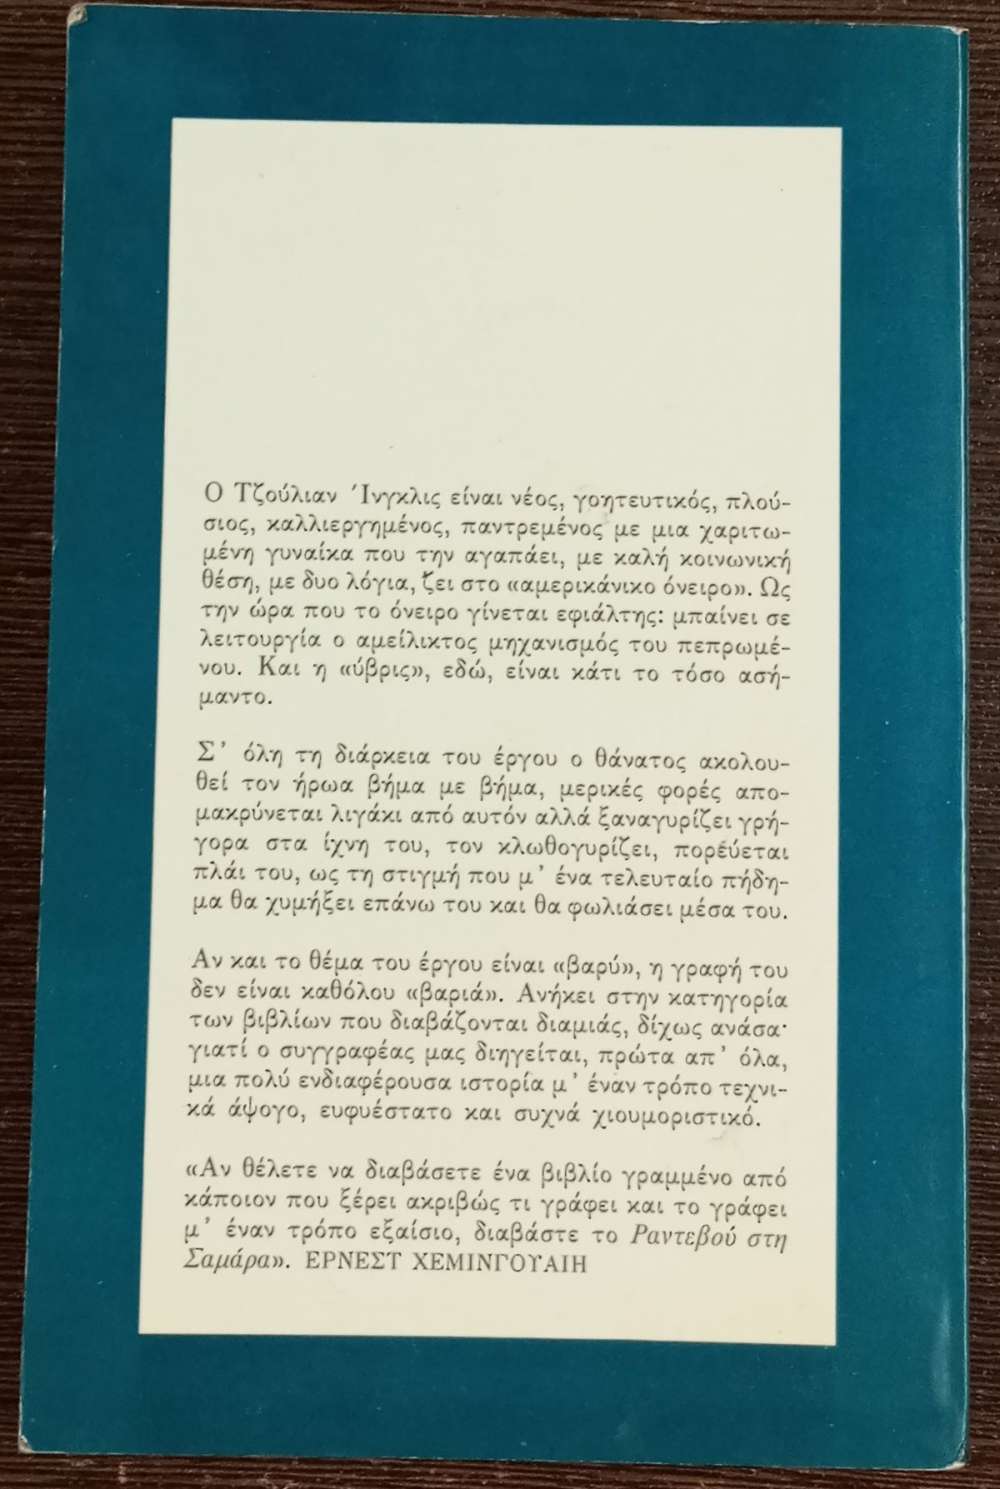 Ο Τζούλιαν Ίνγκλις είναι νέος, γοητευτικός, πλού-
σιος, καλλιεργημένος, παντρεμένος με μια χαριτω-
μένη γυναίκα που την αγαπάει, με καλή κοινωνική
θέση, με δυο λόγια, ζει στο «αμερικάνικο όνειρο». Ως
την ώρα που το όνειρο γίνεται εφιάλτης: μπαίνει σε
λειτουργία ο αμείλικτος μηχανισμός του πεπρωμέ-
νου. Και η «ύβρις», εδώ, είναι κάτι το τόσο ασή-
μαντο.
Σ' όλη τη διάρκεια του έργου ο θάνατος ακολου-
θεί τον ήρωα βήμα με βήμα, μερικές φορές απο-
μακρύνεται λιγάκι από αυτόν αλλά ξαναγυρίζει γρή-
γορα στα ίχνη του, τον κλωθογυρίζει, πορεύεται
πλάι του, ως τη στιγμή που μ' ένα τελευταίο πήδη-
μα θα χυμήξει επάνω του και θα φωλιάσει μέσα του.
Αν και το θέμα του έργου είναι «βαρύ», η γραφή του
δεν είναι καθόλου «βαριά». Ανήκει στην κατηγορία
των βιβλίων που διαβάζονται διαμιάς, δίχως ανάσα·
γιατί ο συγγραφέας μας διηγείται, πρώτα απ' όλα,
μια πολύ ενδιαφέρουσα ιστορία μ' έναν τρόπο τεχνι-
κά άψογο, ευφυέστατο και συχνά χιουμοριστικό.
«Αν θέλετε να διαβάσετε ένα βιβλίο γραμμένο από
κάποιον που ξέρει ακριβώς τι γράφει και το γράφει
μ' έναν τρόπο εξαίσιο, διαβάστε το Ραντεβού στη
Σαμάρα». ΕΡΝΕΣΤ ΧΕΜΙΝΓΟΥΑΙΗ